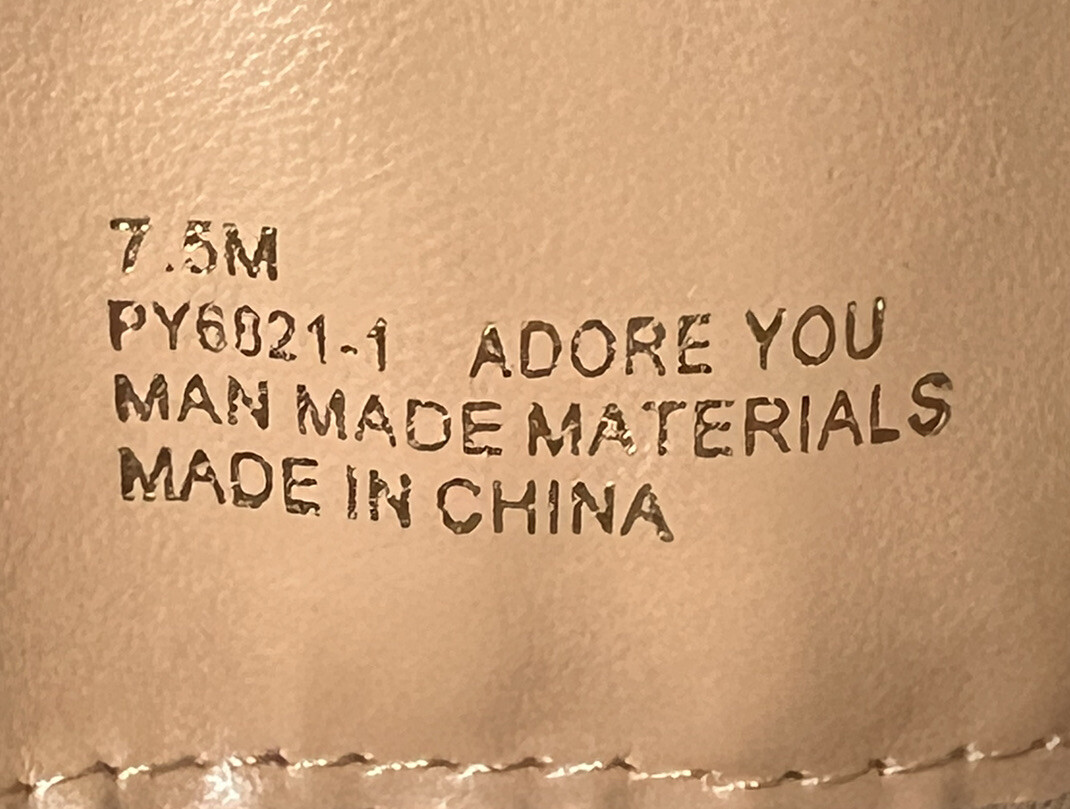 7.5M
PY6821-1 ADORE YOU
MAN MADE MATERIALS
MADE IN CHINA